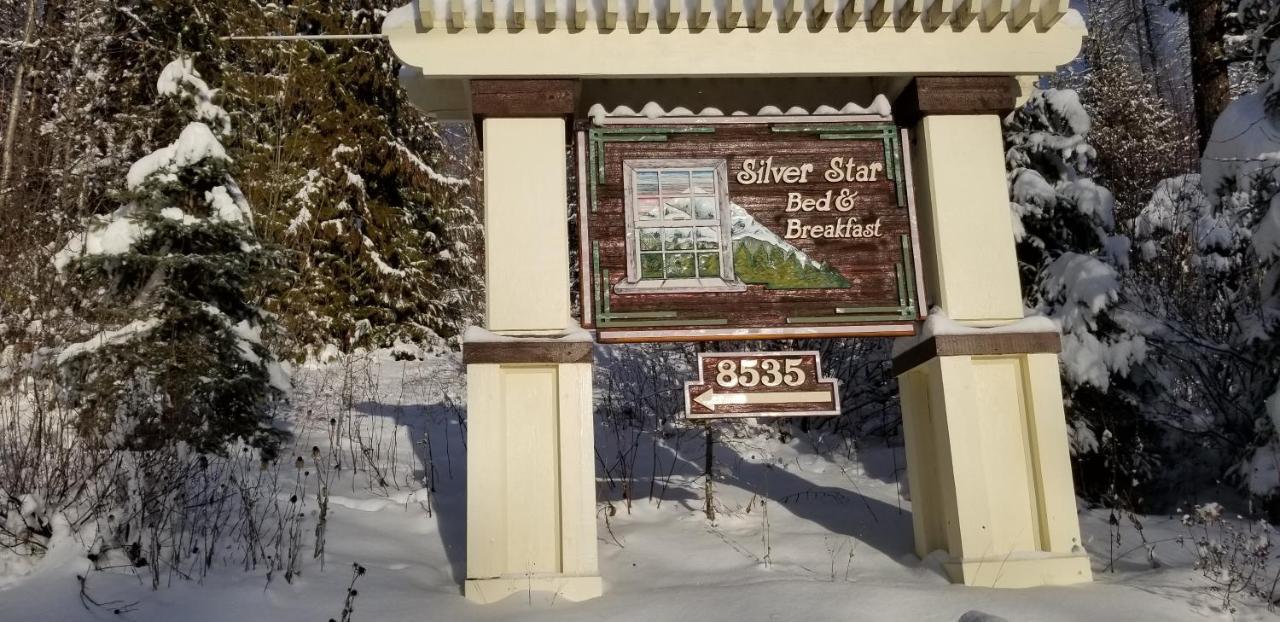 Silver Star
Bed &
Breakfast
8535